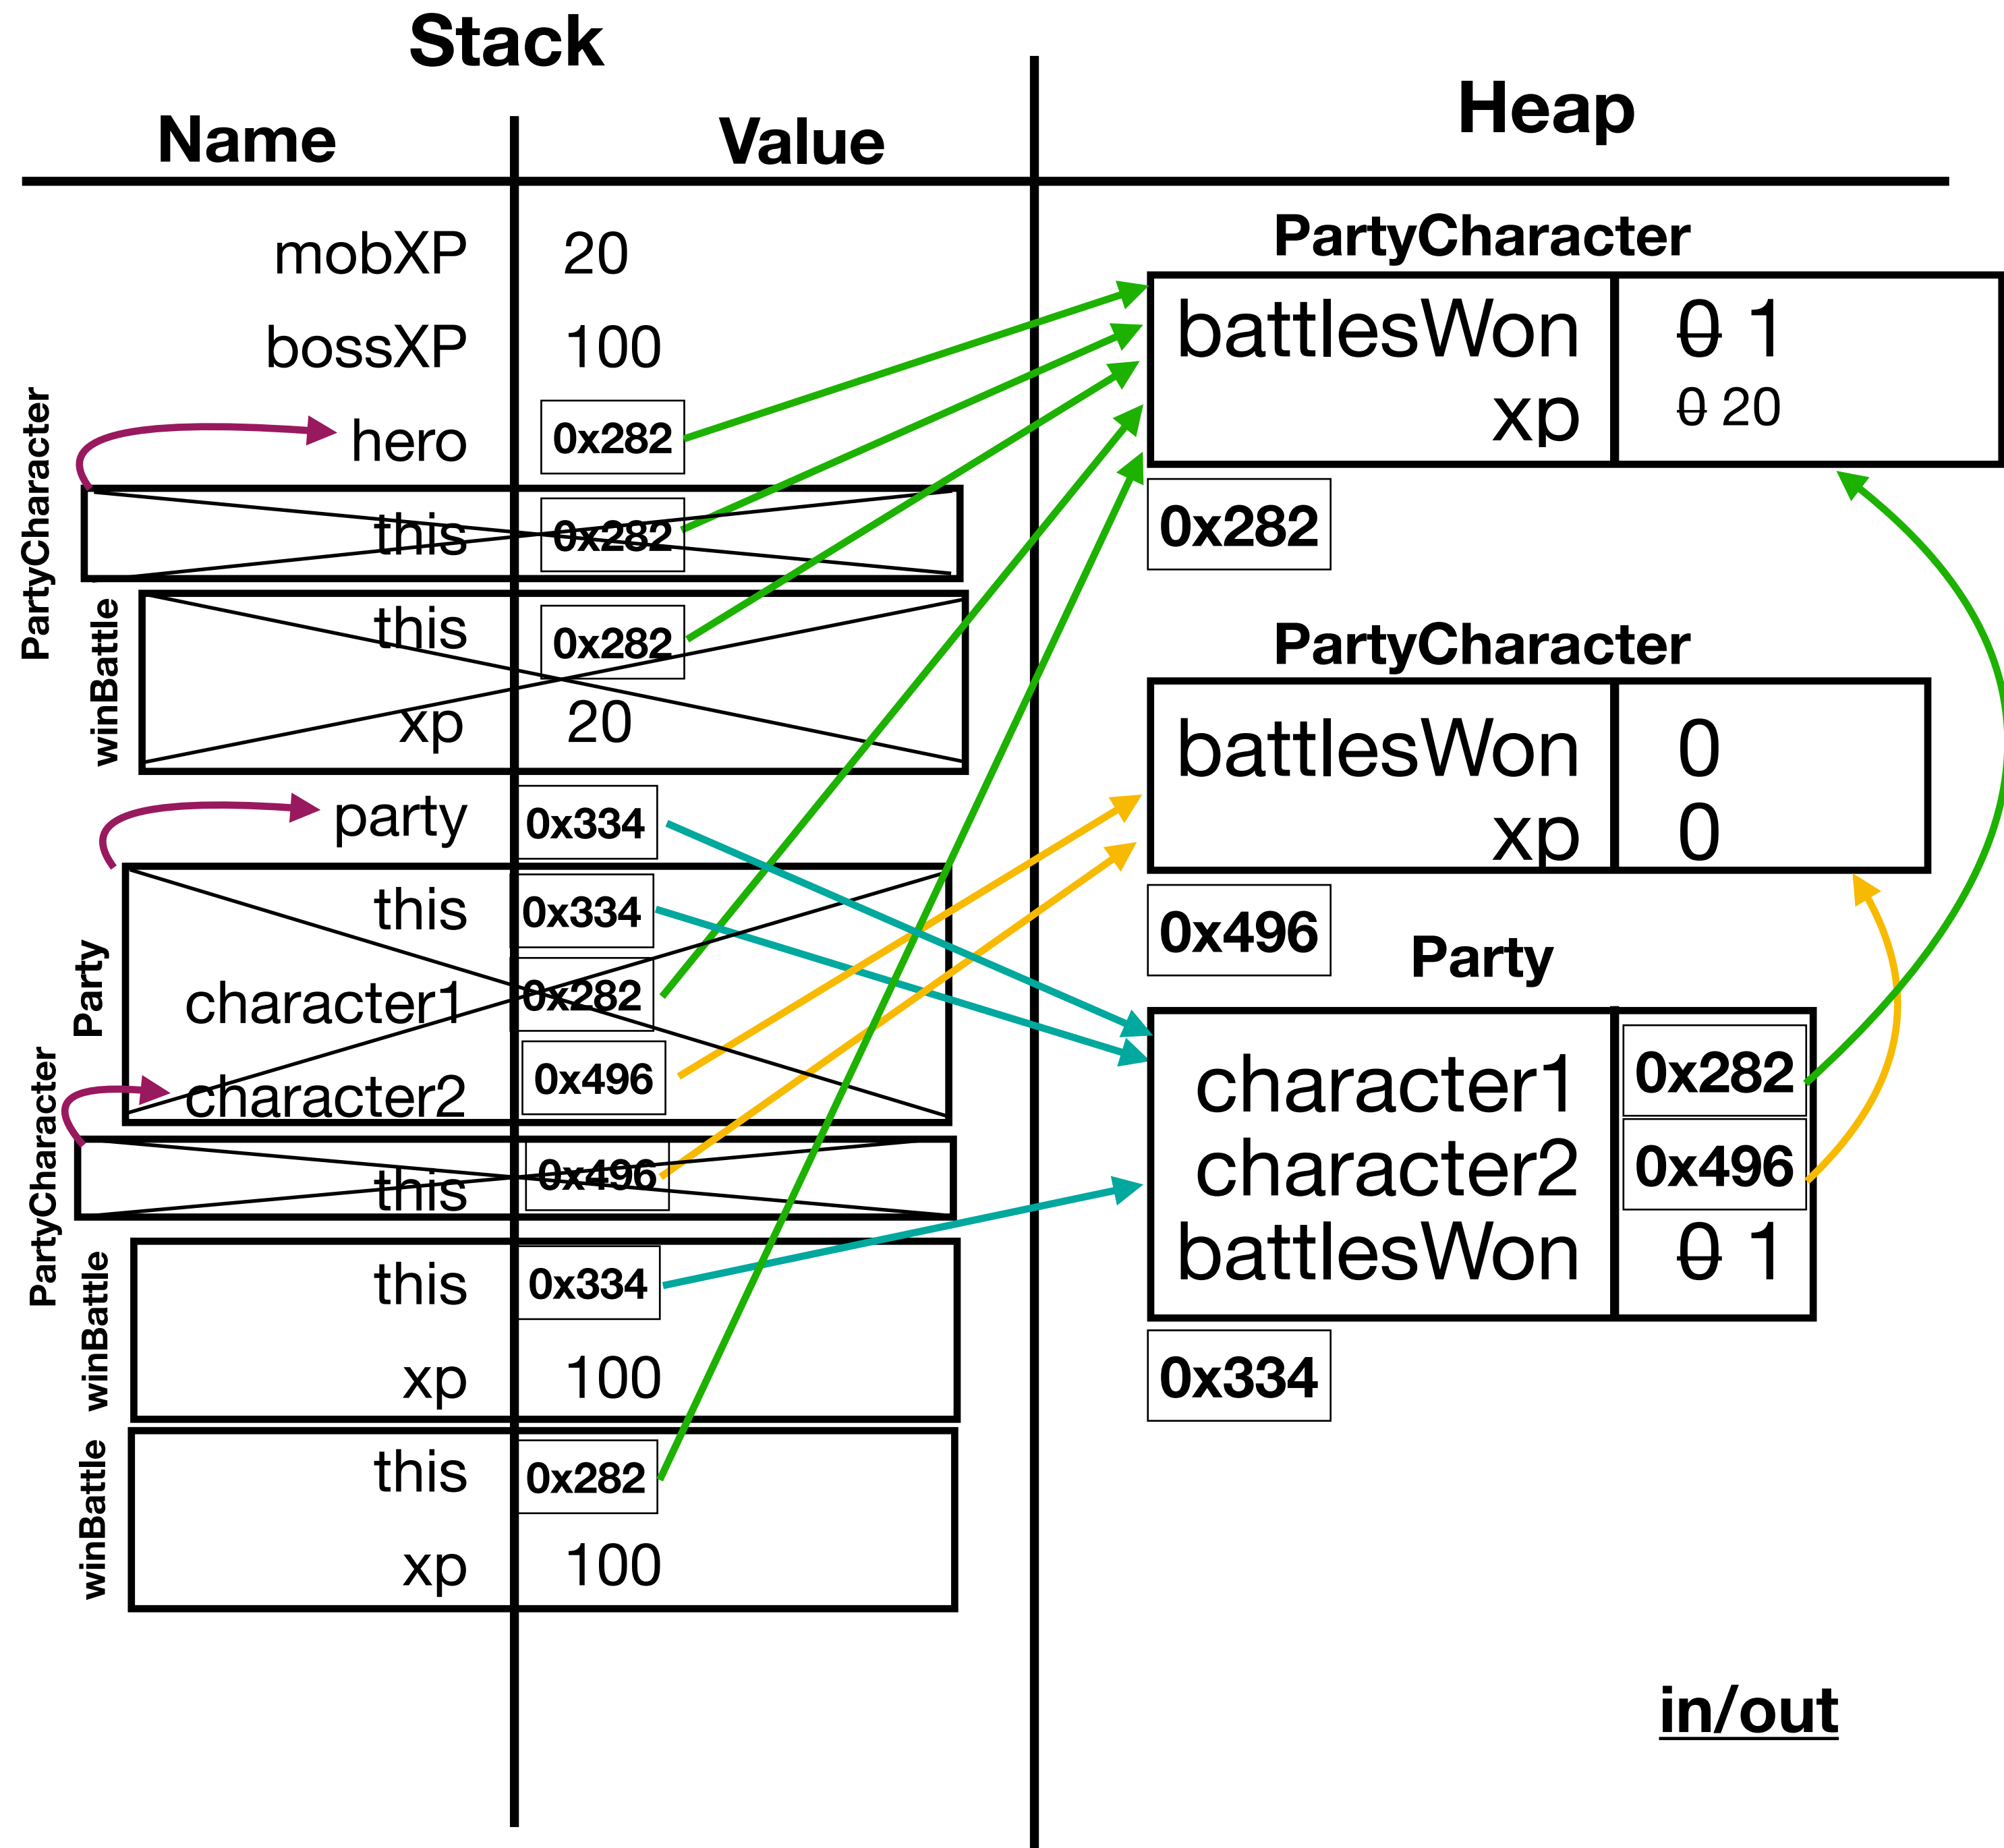 Stack
Heap
Name Value
mobXP 20
bossXP 100
hero 0x282
PartyCharacter
this 0x282
winBattle
this 0x282
xp 20
party 0x334
Party
this 0x334
character1 0x282
character2 0x496
PartyCharacter
this 0x496
winBattle
this 0x334
xp 100
winBattle
this 0x282
xp 100
PartyCharacter
battlesWon 0 1
xp 0 20
0x282
PartyCharacter
battlesWon 0
xp 0
0x496
Party
character1 0x282
character2 0x496
battlesWon 0 1
0x334
in/out